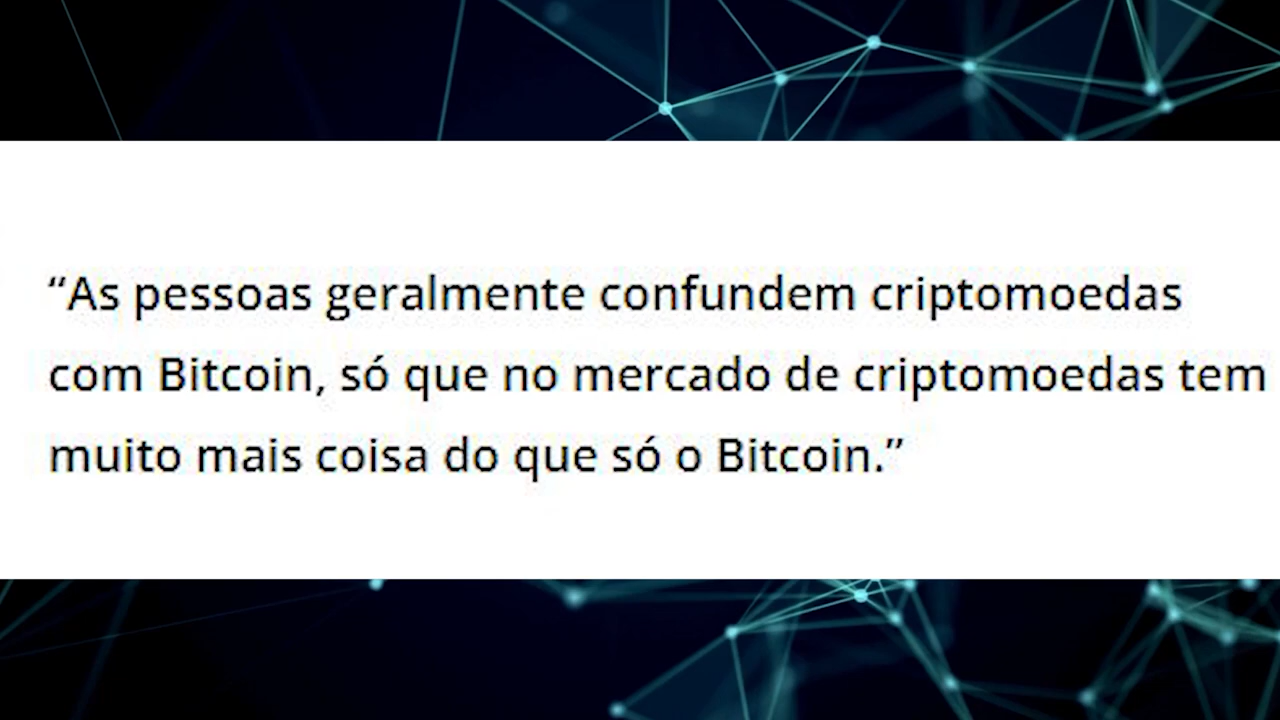 “As pessoas geralmente confundem criptomoedas
com Bitcoin, só que no mercado de criptomoedas tem
muito mais coisa do que só o Bitcoin.”